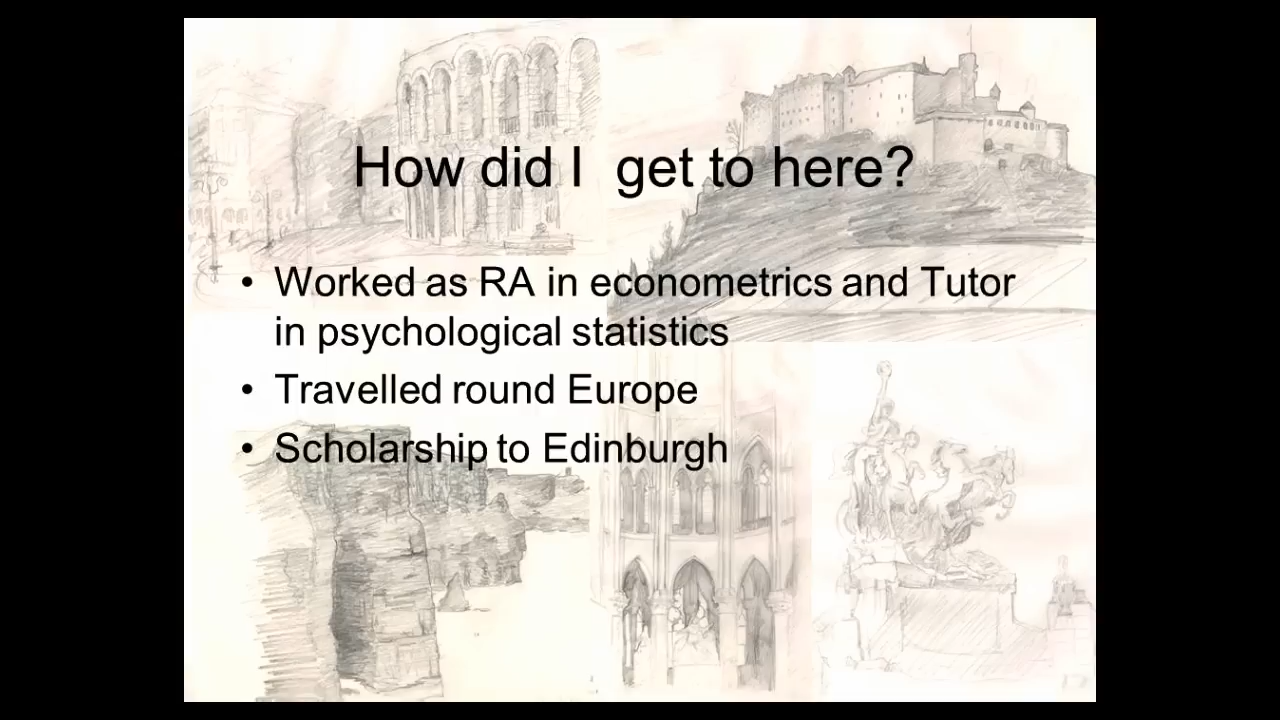 How did I  get to here?
• Worked as RA in econometrics and Tutor
in psychological statistics
• Travelled round Europe
• Scholarship to Edinburgh